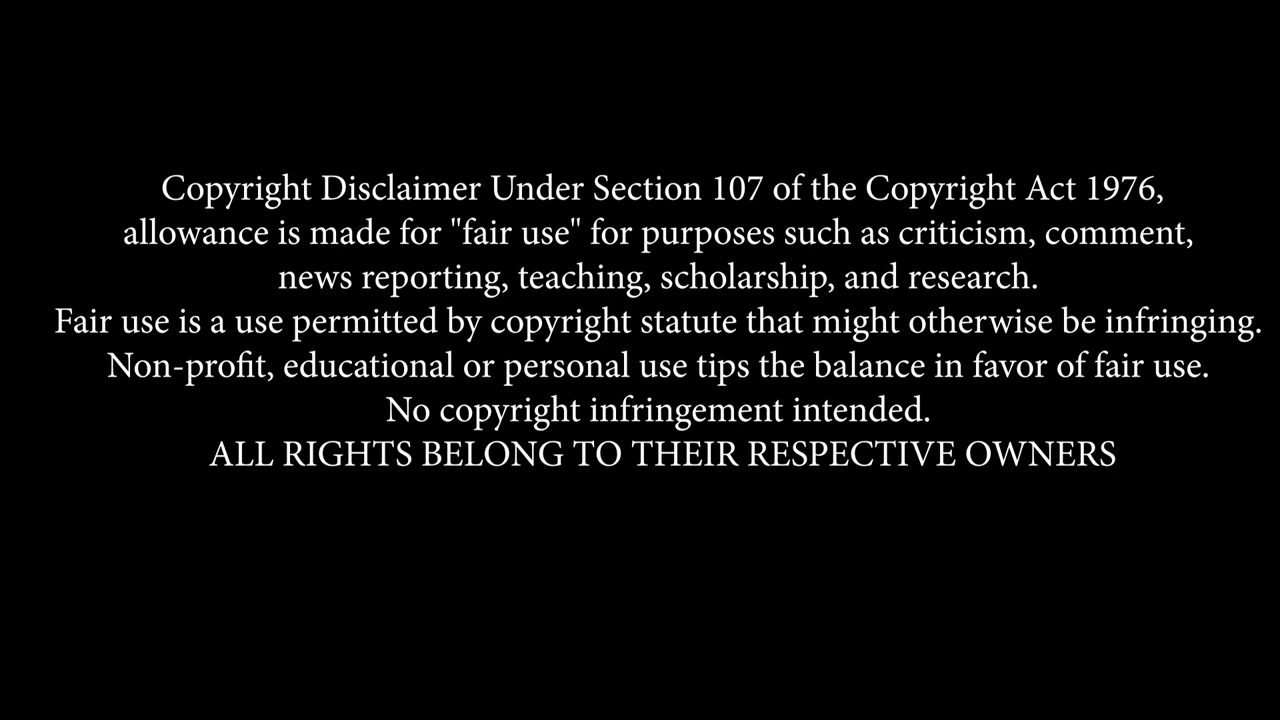 Copyright Disclaimer Under Section 107 of the Copyright Act 1976,
allowance is made for "fair use" for purposes such as criticism, comment,
news reporting, teaching, scholarship, and research.
Fair use is a use permitted by copyright statute that might otherwise be infringing.
Non-profit, educational or personal use tips the balance in favor of fair use.
No copyright infringement intended.
ALL RIGHTS BELONG TO THEIR RESPECTIVE OWNERS